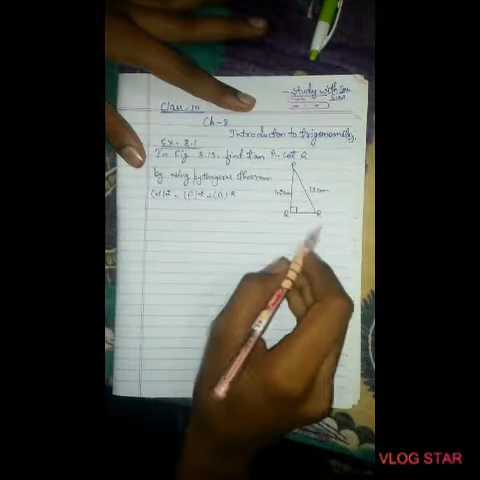 Study with
Class 10
Ch-8
Introduction to trigonometry.
Ex-8.1
In Fig 8.13, find tan P - cot R
by using pythagoras theorem
(H)² = (P)² + (B)²
P
12cm
13cm
Q
R
VLOG STAR